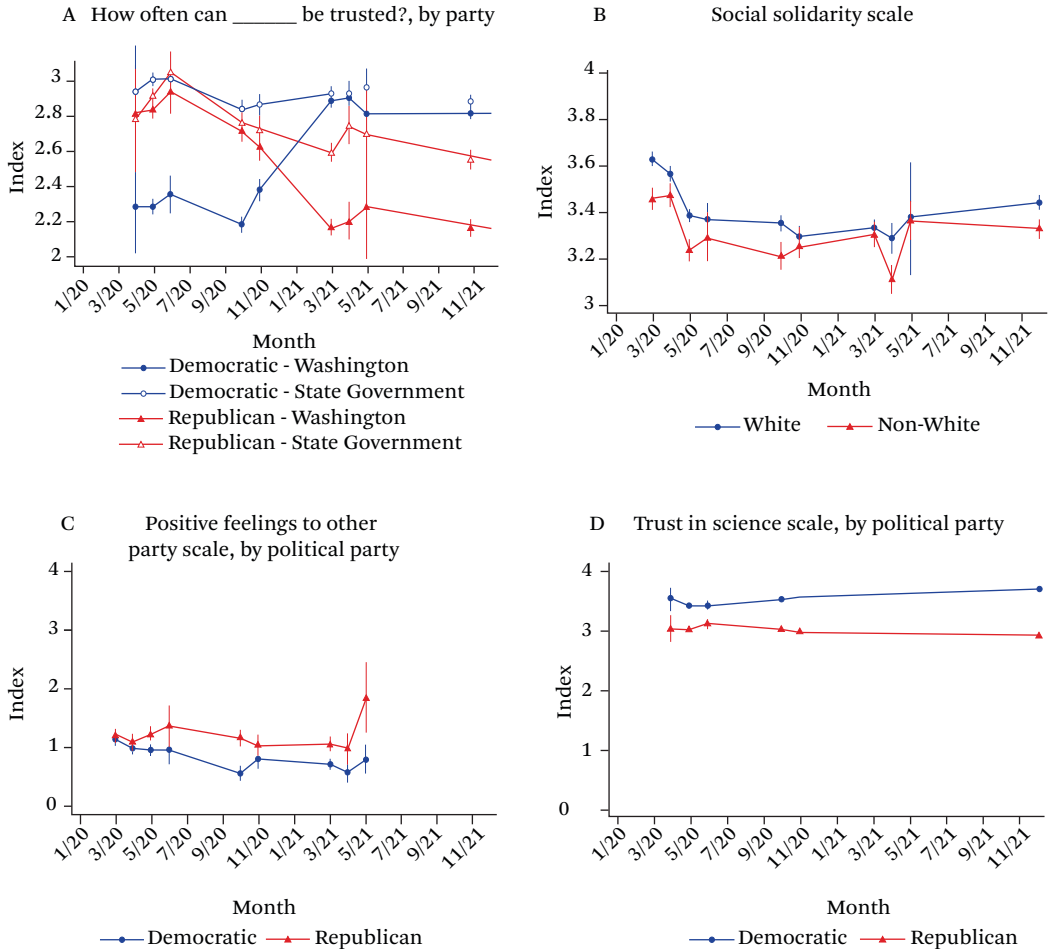 A How often can ______ be trusted?, by party
Index
3
2.8
2.6
2.4
2.2
2
1/20 3/20 5/20 7/20 9/20 11/20 1/21 3/21 5/21 7/21 9/21 11/21
Month
Democratic - Washington
Democratic - State Government
Republican - Washington
Republican - State Government
B Social solidarity scale
Index
4
3.8
3.6
3.4
3.2
3
1/20 3/20 5/20 7/20 9/20 11/20 1/21 3/21 5/21 7/21 9/21 11/21
Month
White Non-White
C Positive feelings to other
party scale, by political party
Index
4
3
2
1
0
1/20 3/20 5/20 7/20 9/20 11/20 1/21 3/21 5/21 7/21 9/21 11/21
Month
Democratic Republican
D Trust in science scale, by political party
Index
4
3
2
1
0
1/20 3/20 5/20 7/20 9/20 11/20 1/21 3/21 5/21 7/21 9/21 11/21
Month
Democratic Republican